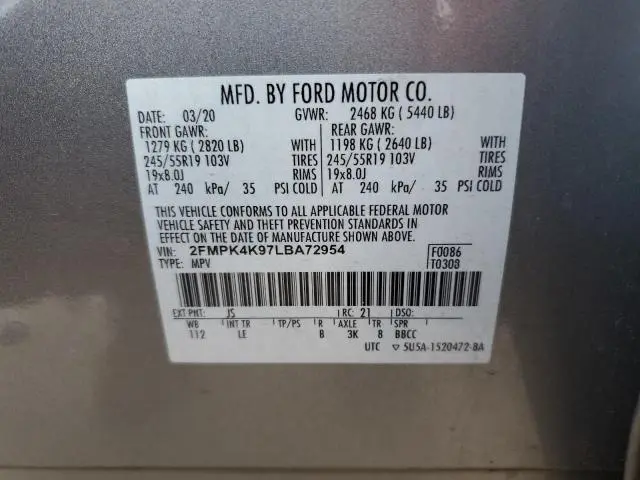 MFD. BY FORD MOTOR CO.
DATE: 03/20 GVWR: 2468 KG ( 5440 LB)
FRONT GAWR: REAR GAWR:
1279 KG ( 2820 LB) WITH 1198 KG ( 2640 LB) WITH
245/55R19 103V TIRES 245/55R19 103V TIRES
19x8.0J RIMS 19x8.0J RIMS
AT 240 kPa/ 35 PSI COLD AT 240 kPa/ 35 PSI COLD
THIS VEHICLE CONFORMS TO ALL APPLICABLE FEDERAL MOTOR
VEHICLE SAFETY AND THEFT PREVENTION STANDARDS IN
EFFECT ON THE DATE OF MANUFACTURE SHOWN ABOVE.
VIN: 2FMPK4K97LBA72954 F0086
TYPE: MPV T0308
EXT PNT: JS RC: 21 DSO:
WB INT TR TP/PS R AXLE TR SPR
112 LE B 3K 8 BBCC
UTC ▽ 5U5A-1520472-BA